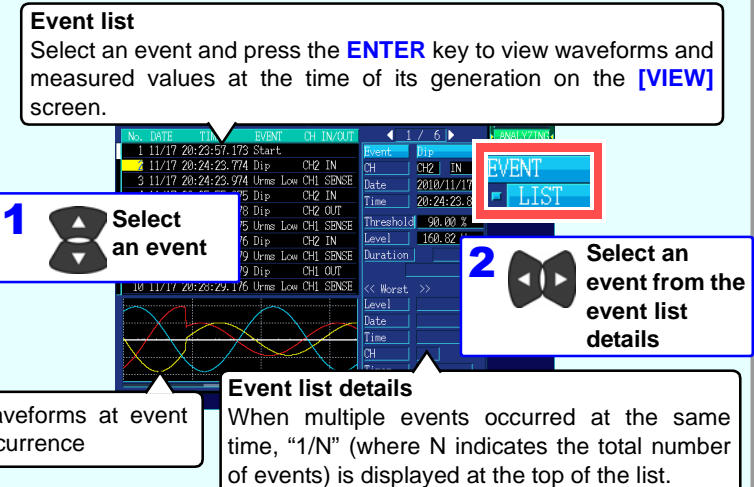 Event list
Select an event and press the ENTER key to view waveforms and
measured values at the time of its generation on the [VIEW]
screen.
No. DATE EVENT CH IN/OUT
1 11/17 20:23:57.173 Start
2 11/17 20:24:23.774 Dip CH2 IN
3 11/17 20:24:23.974 Urms Low CH1 SENSE
Dip CH2 IN
Dip CH2 OUT
Urms Low CH1 SENSE
Dip CH2 IN
Urms Low CH1 SENSE
Dip CH1 OUT
10 11/17 20:28:29.176 Urms Low CH1 SENSE
1 / 6
ANALYZING
Event Dip
CH CH2 IN
Date 2010/11/17
Time 20:24:23.
Threshold 90.00 %
Level 160.82
Duration
<< Worst >>
Level
Date
Time
CH
EVENT
LIST
1
Select
an event
2
Select an
event from the
event list
details
aveforms at event
currence
Event list details
When multiple events occurred at the same
time, “1/N” (where N indicates the total number
of events) is displayed at the top of the list.